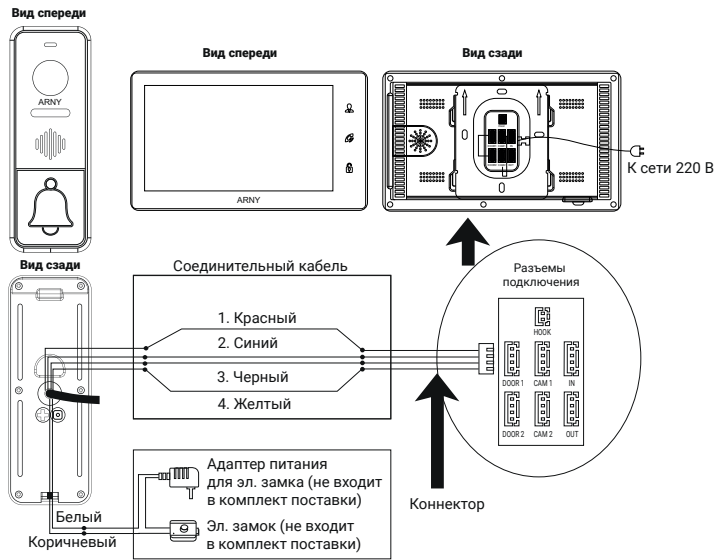 Вид спереди
ARNY
Вид спереди
ARNY
Вид сзади
К сети 220 В
Вид сзади
Соединительный кабель
1. Красный
2. Синий
3. Черный
4. Желтый
Разъемы
подключения
HOOK
DOOR 1 CAM 1 IN
DOOR 2 CAM 2 OUT
Коннектор
Белый
Коричневый
Адаптер питания
для эл. замка (не входит
в комплект поставки)
Эл. замок (не входит
в комплект поставки)